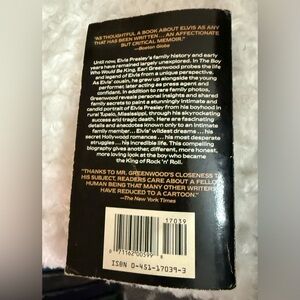 "AS THOUGHTFUL A BOOK ABOUT ELVIS AS ANY
THAT HAS BEEN WRITTEN... AN AFFECTIONATE
BUT CRITICAL MEMOIR."
—Boston Globe
Until now, Elvis Presley's family history and early
years have remained largely unexplored. In The Boy
Who Would Be King, Earl Greenwood probes the life
and legend of Elvis from a unique perspective.
As Elvis' cousin, he grew up alongside the young
performer, later acting as press agent and
confidant. In addition to rare family photos,
Greenwood reveals personal insights and shared
family secrets to paint a stunningly intimate and
candid portrait of Elvis Presley from his boyhood in
rural Tupelo, Mississippi, through his skyrocketing
success and tragic death. Here are fascinating
details and anecdotes known only to an intimate
family member... Elvis' wildest dreams... his
secret Hollywood romances... his most desperate
struggles... his incredible life. This compelling
biography gives another, different, more honest,
more loving look at the boy who became
the King of Rock 'n' Roll.
"THANKS TO MR. GREENWOOD'S CLOSENESS TO
HIS SUBJECT, READERS CARE ABOUT A FELLOW
HUMAN BEING THAT MANY OTHER WRITERS
HAVE REDUCED TO A CARTOON."
—The New York Times
17039
0 71162 00599 8
ISBN 0-451-17039-3